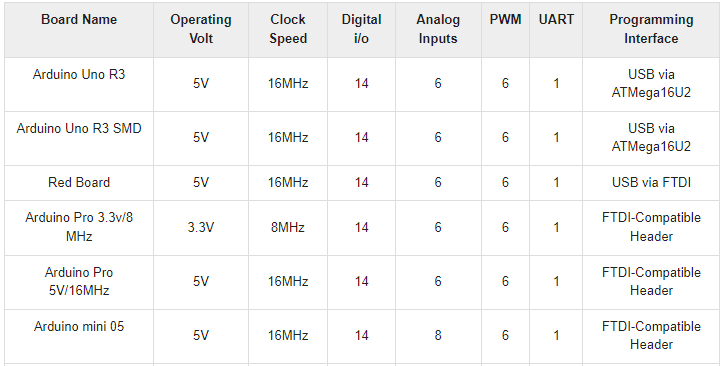 Board Name Operating Volt Clock Speed Digital i/o Analog Inputs PWM UART Programming Interface
Arduino Uno R3 5V 16MHz 14 6 6 1 USB via ATMega16U2
Arduino Uno R3 SMD 5V 16MHz 14 6 6 1 USB via ATMega16U2
Red Board 5V 16MHz 14 6 6 1 USB via FTDI
Arduino Pro 3.3v/8 MHz 3.3V 8MHz 14 6 6 1 FTDI-Compatible Header
Arduino Pro 5V/16MHz 5V 16MHz 14 6 6 1 FTDI-Compatible Header
Arduino mini 05 5V 16MHz 14 8 6 1 FTDI-Compatible Header